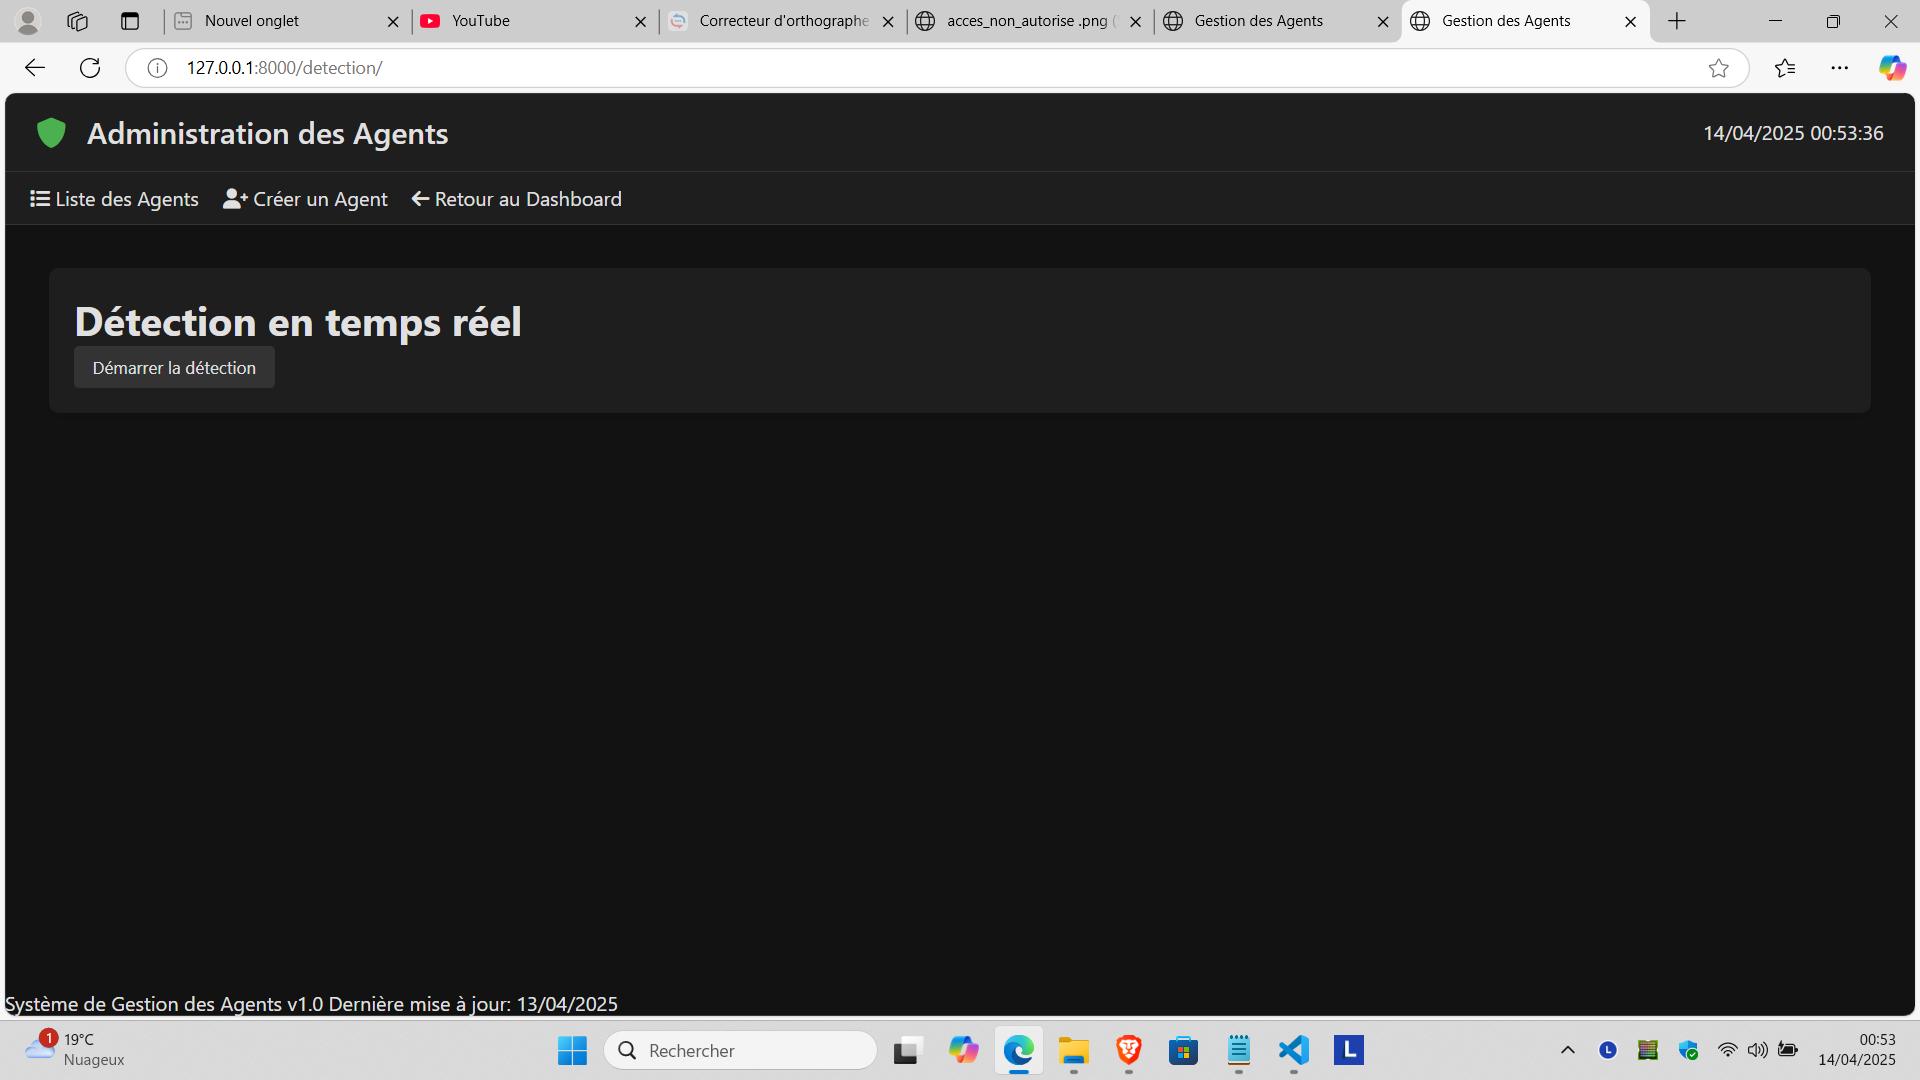 Nouvel onglet
YouTube
Correcteur d'orthographe
acces_non_autorise .png (
Gestion des Agents
Gestion des Agents
127.0.0.1:8000/detection/
Administration des Agents
14/04/2025 00:53:36
Liste des Agents
Créer un Agent
Retour au Dashboard
Détection en temps réel
Démarrer la détection
Système de Gestion des Agents v1.0 Dernière mise à jour: 13/04/2025
1
19°C
Nuageux
Rechercher
L
L
00:53
14/04/2025